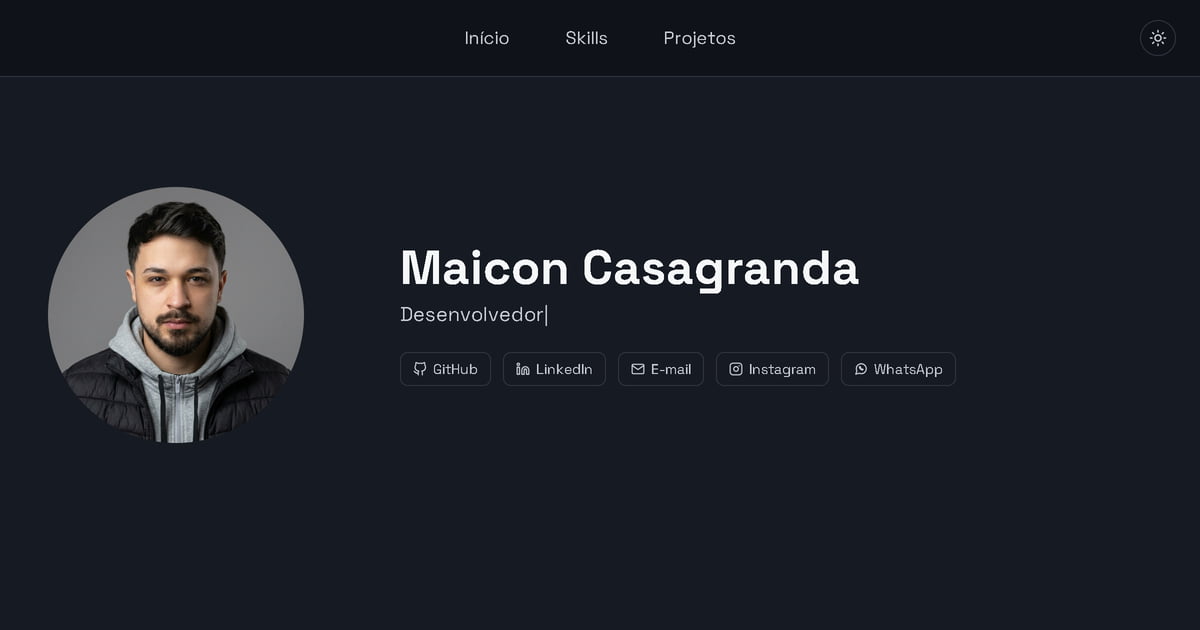 Início Skills Projetos
Maicon Casagranda
Desenvolvedor|
GitHub LinkedIn E-mail Instagram WhatsApp